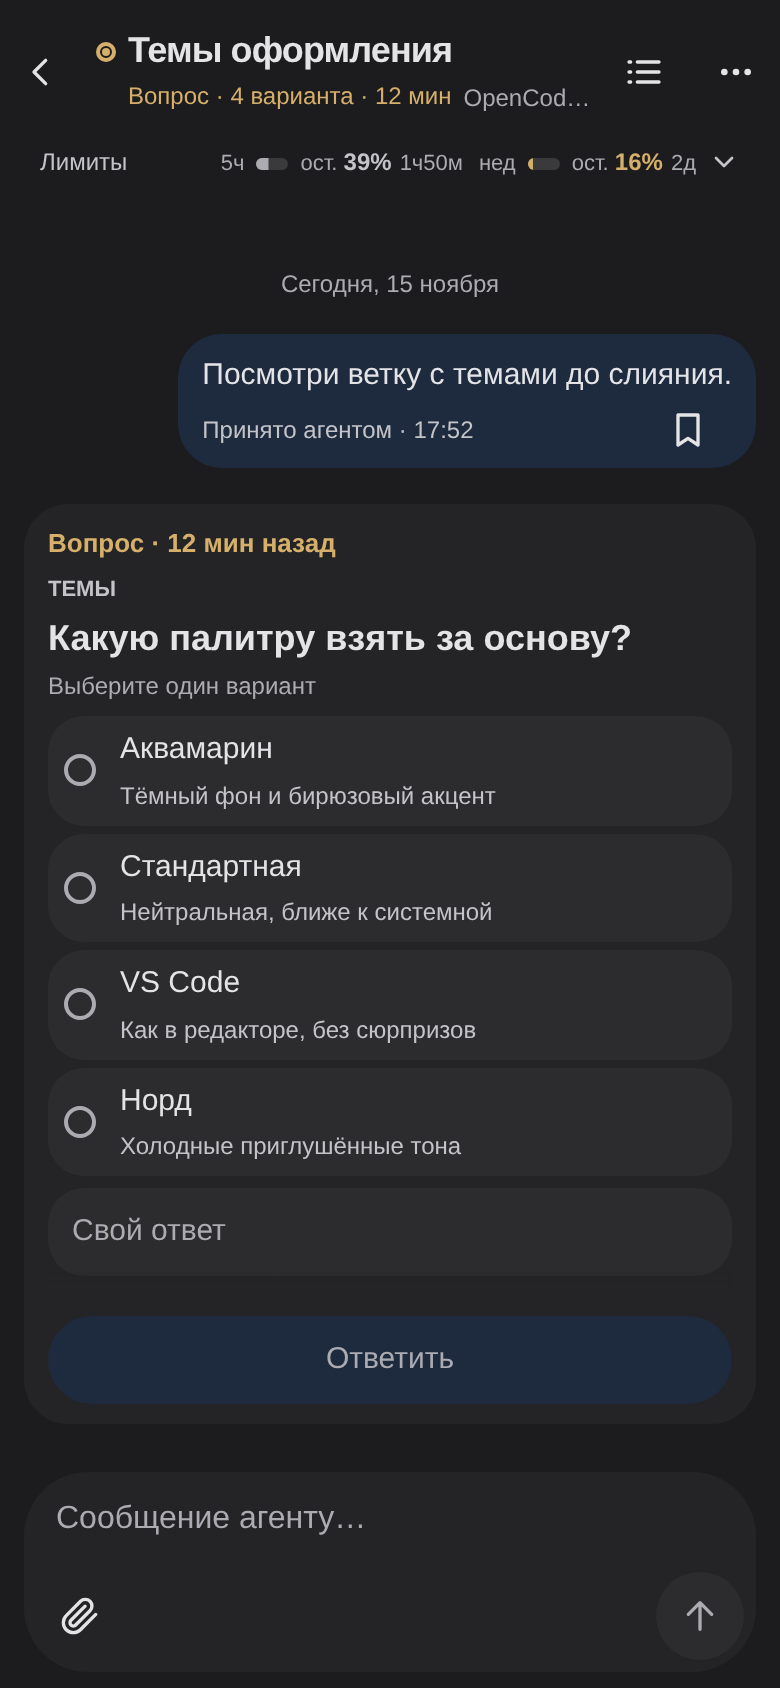 Темы оформления
Вопрос · 4 варианта · 12 мин OpenCod…
Лимиты 5ч ост. 39% 1ч50м нед ост. 16% 2д
Сегодня, 15 ноября
Посмотри ветку с темами до слияния.
Принято агентом · 17:52
Вопрос · 12 мин назад
ТЕМЫ
Какую палитру взять за основу?
Выберите один вариант
Аквамарин
Тёмный фон и бирюзовый акцент
Стандартная
Нейтральная, ближе к системной
VS Code
Как в редакторе, без сюрпризов
Норд
Холодные приглушённые тона
Свой ответ
Ответить
Сообщение агенту…